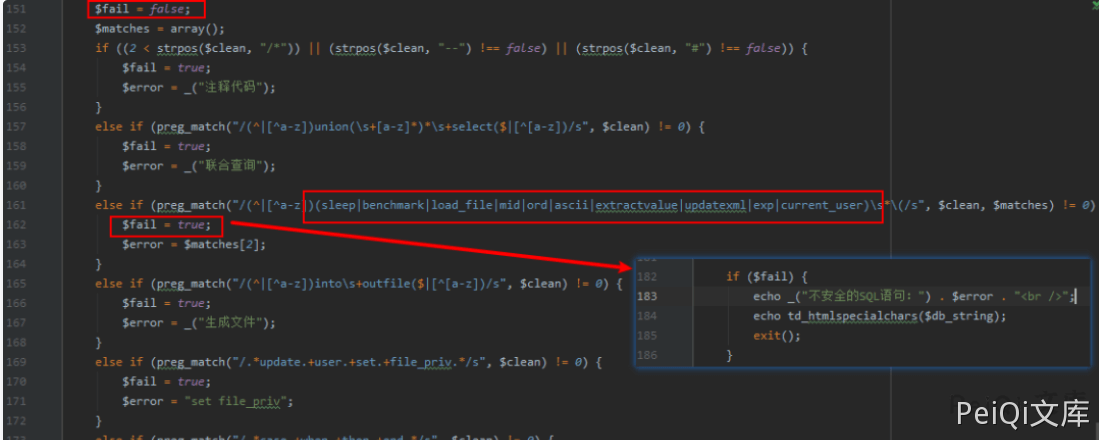 151 $fail = false;
152 $matches = array();
153 if ((2 < strpos($clean, "/*")) || (strpos($clean, "--") !== false) || (strpos($clean, "#") !== false)) {
154 $fail = true;
155 $error = _("注释代码");
156 }
157 else if (preg_match("/(^|[^a-z])union(\s+[a-z]*)*\s+select($|[^[a-z])/s", $clean) != 0) {
158 $fail = true;
159 $error = _("联合查询");
160 }
161 else if (preg_match("/(^|[^a-z])(sleep|benchmark|load_file|mid|ord|ascii|extractvalue|updatexml|exp|current_user)\s*\(/s", $clean, $matches) != 0)
162 $fail = true;
163 $error = $matches[2];
164 }
165 else if (preg_match("/(^|[^a-z])into\s+outfile($|[^[a-z])/s", $clean) != 0) {
166 $fail = true;
167 $error = _("生成文件");
168 }
169 else if (preg_match("/.*update.+user.+set.+file_priv.*/s", $clean) != 0) {
170 $fail = true;
171 $error = "set file_priv";
172 }
182 if ($fail) {
183 echo _("不安全的SQL语句：") . $error . "<br />";
184 echo td_htmlspecialchars($db_string);
185 exit();
186 }
PeiQi文库